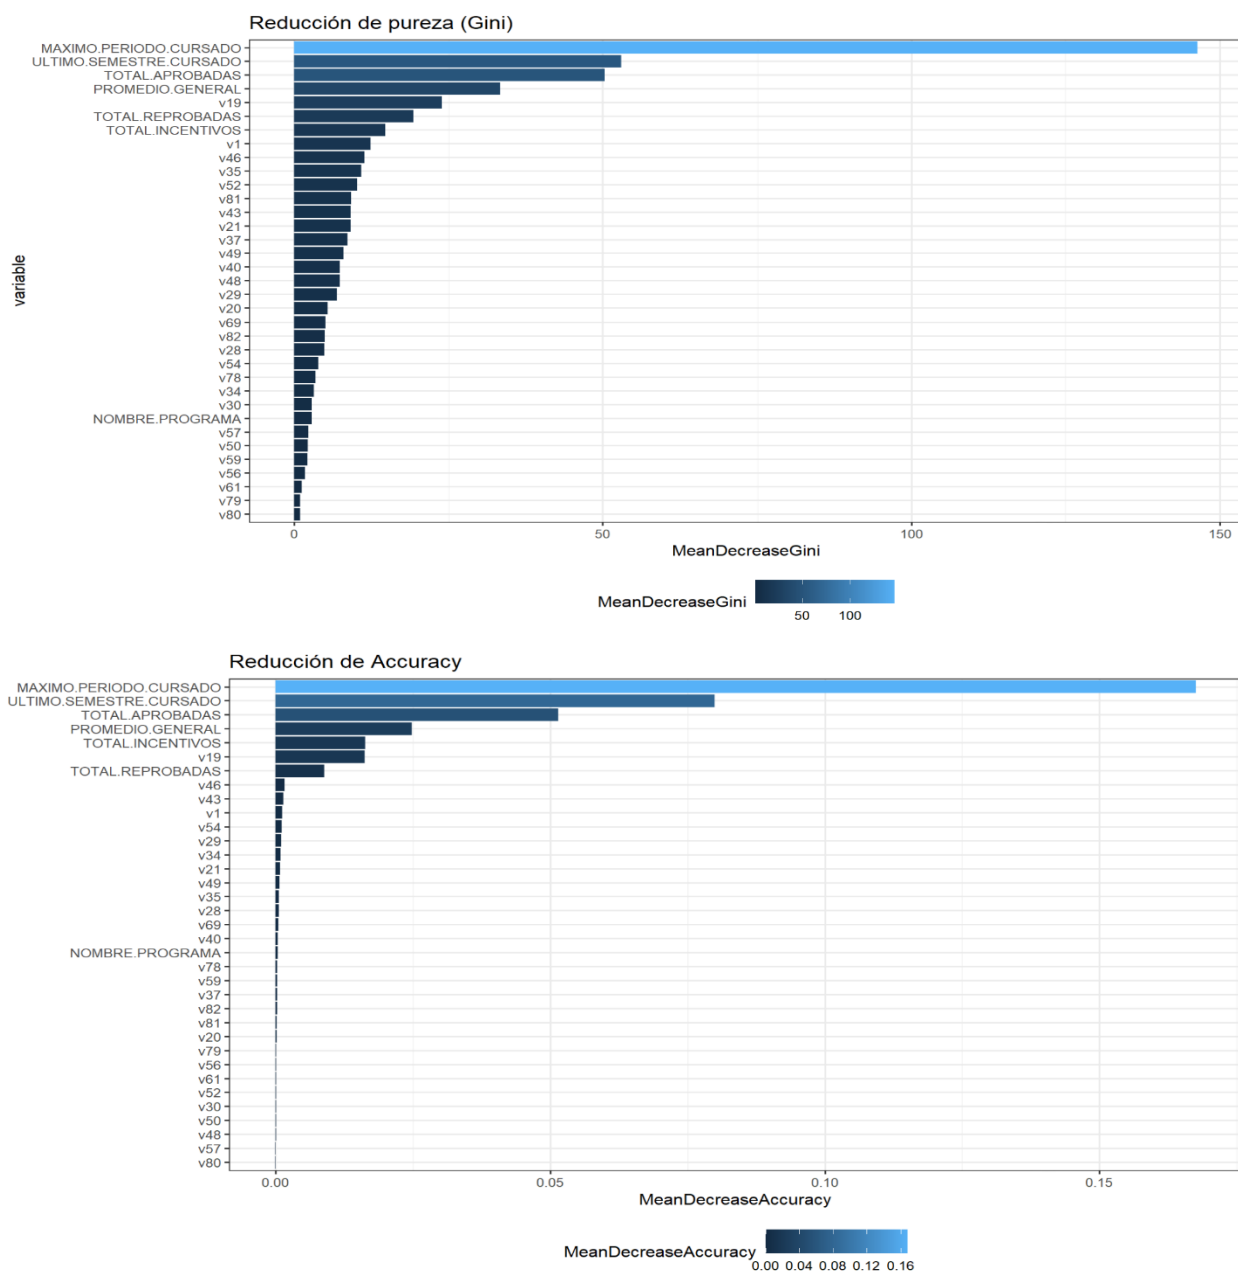 Reducción de pureza (Gini)
variable
MAXIMO.PERIODO.CURSADO
ULTIMO.SEMESTRE.CURSADO
TOTAL.APROBADAS
PROMEDIO.GENERAL
v19
TOTAL.REPROBADAS
TOTAL.INCENTIVOS
v1
v46
v35
v52
v81
v43
v21
v37
v49
v40
v48
v29
v20
v69
v82
v28
v54
v78
v34
v30
NOMBRE.PROGRAMA
v57
v50
v59
v56
v61
v79
v80
0 50 100 150
MeanDecreaseGini
MeanDecreaseGini
50 100
Reducción de Accuracy
MAXIMO.PERIODO.CURSADO
ULTIMO.SEMESTRE.CURSADO
TOTAL.APROBADAS
PROMEDIO.GENERAL
TOTAL.INCENTIVOS
v19
TOTAL.REPROBADAS
v46
v43
v1
v54
v29
v34
v21
v49
v35
v28
v69
v40
NOMBRE.PROGRAMA
v78
v59
v37
v82
v81
v20
v79
v56
v61
v52
v30
v50
v48
v57
v80
0.00 0.05 0.10 0.15
MeanDecreaseAccuracy
MeanDecreaseAccuracy
0.00 0.04 0.08 0.12 0.16